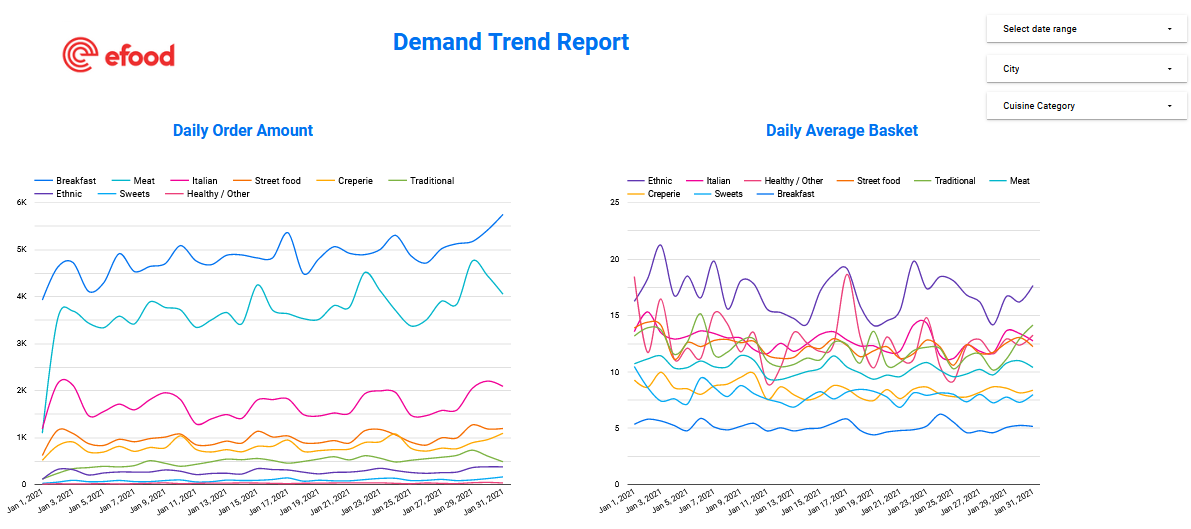 efood
Demand Trend Report
Select date range
City
Cuisine Category
Daily Order Amount
Breakfast Meat Italian Street food Creperie Traditional
Ethnic Sweets Healthy / Other
6K
5K
4K
3K
2K
1K
0
Jan 1, 2021 Jan 3, 2021 Jan 5, 2021 Jan 7, 2021 Jan 9, 2021 Jan 11, 2021 Jan 13, 2021 Jan 15, 2021 Jan 17, 2021 Jan 19, 2021 Jan 21, 2021 Jan 23, 2021 Jan 25, 2021 Jan 27, 2021 Jan 29, 2021 Jan 31, 2021
Daily Average Basket
Ethnic Italian Healthy / Other Street food Traditional Meat
Creperie Sweets Breakfast
25
20
15
10
5
0
Jan 1, 2021 Jan 3, 2021 Jan 5, 2021 Jan 7, 2021 Jan 9, 2021 Jan 11, 2021 Jan 13, 2021 Jan 15, 2021 Jan 17, 2021 Jan 19, 2021 Jan 21, 2021 Jan 23, 2021 Jan 25, 2021 Jan 27, 2021 Jan 29, 2021 Jan 31, 2021